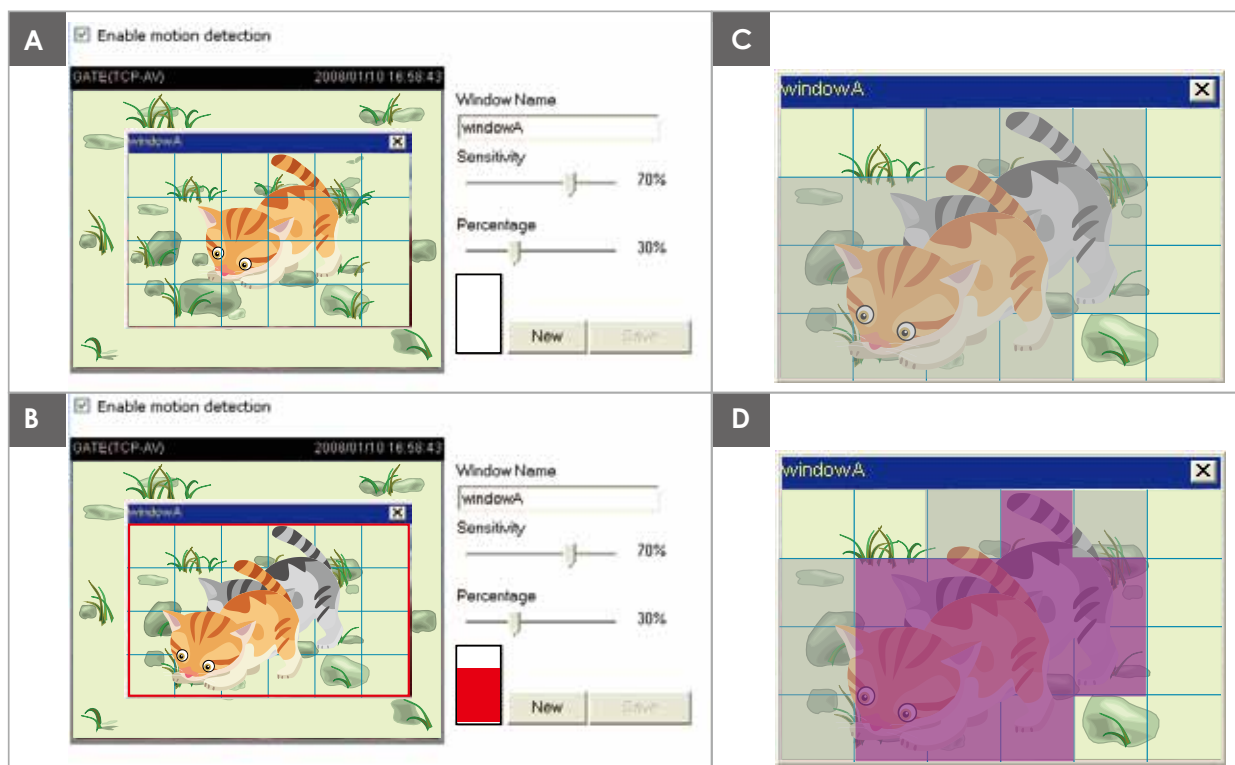 A
Enable motion detection
GATE(TCP-AV) 2008/01/10 16:58:43
windowA
Window Name
windowA
Sensitivity
70%
Percentage
30%
New Save
B
Enable motion detection
GATE(TCP-AV) 2008/01/10 16:58:43
windowA
Window Name
windowA
Sensitivity
70%
Percentage
30%
New Save
C
windowA
D
windowA